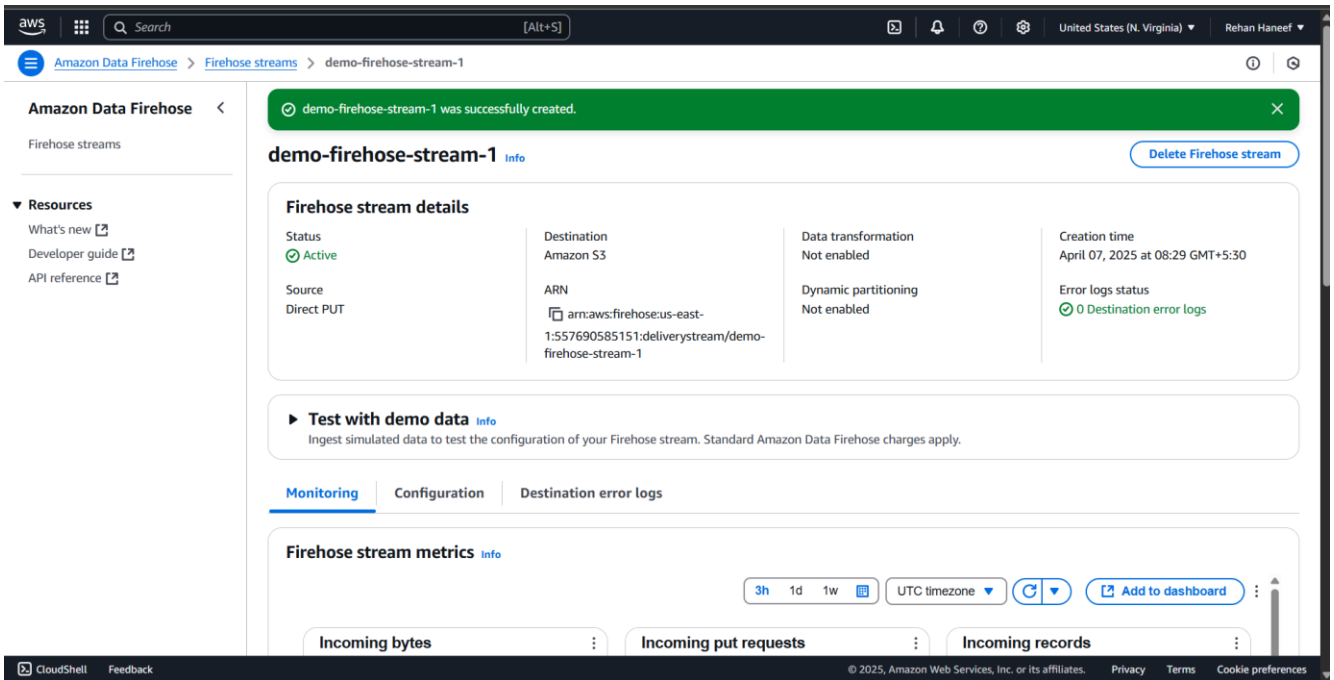 aws
Search
[Alt+S]
United States (N. Virginia)
Rehan Haneef
Amazon Data Firehose > Firehose streams > demo-firehose-stream-1
Amazon Data Firehose
Firehose streams
Resources
What's new
Developer guide
API reference
demo-firehose-stream-1 was successfully created.
demo-firehose-stream-1 Info
Delete Firehose stream
Firehose stream details
Status
Active
Destination
Amazon S3
Data transformation
Not enabled
Creation time
April 07, 2025 at 08:29 GMT+5:30
Source
Direct PUT
ARN
arn:aws:firehose:us-east-
1:557690585151:deliverystream/demo-
firehose-stream-1
Dynamic partitioning
Not enabled
Error logs status
0 Destination error logs
Test with demo data Info
Ingest simulated data to test the configuration of your Firehose stream. Standard Amazon Data Firehose charges apply.
Monitoring
Configuration
Destination error logs
Firehose stream metrics Info
3h 1d 1w
UTC timezone
Add to dashboard
Incoming bytes
Incoming put requests
Incoming records
CloudShell
Feedback
© 2025, Amazon Web Services, Inc. or its affiliates.
Privacy
Terms
Cookie preferences